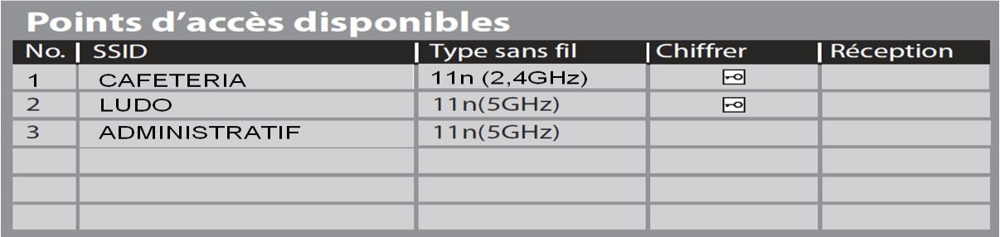 Points d’accès disponibles
No. SSID Type sans fil Chiffrer Réception
1 CAFETERIA 11n (2,4GHz)
2 LUDO 11n(5GHz)
3 ADMINISTRATIF 11n(5GHz)